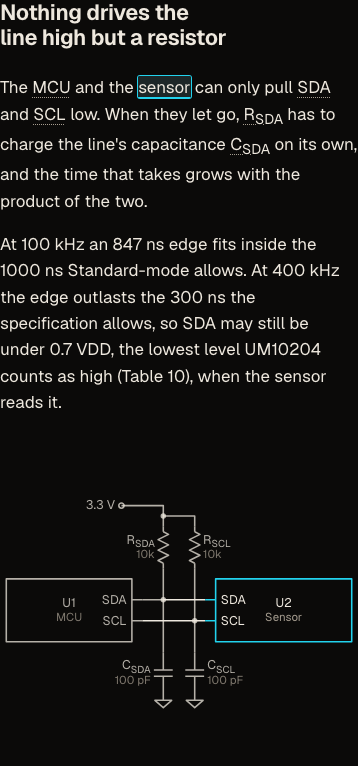 Nothing drives the
line high but a resistor
The MCU and the sensor can only pull SDA
and SCL low. When they let go, RSDA has to
charge the line's capacitance CSDA on its own,
and the time that takes grows with the
product of the two.
At 100 kHz an 847 ns edge fits inside the
1000 ns Standard-mode allows. At 400 kHz
the edge outlasts the 300 ns the
specification allows, so SDA may still be
under 0.7 VDD, the lowest level UM10204
counts as high (Table 10), when the sensor
reads it.
3.3 V
RSDA
10k
RSCL
10k
U1
MCU
SDA
SCL
SDA
SCL
U2
Sensor
CSDA
100 pF
CSCL
100 pF